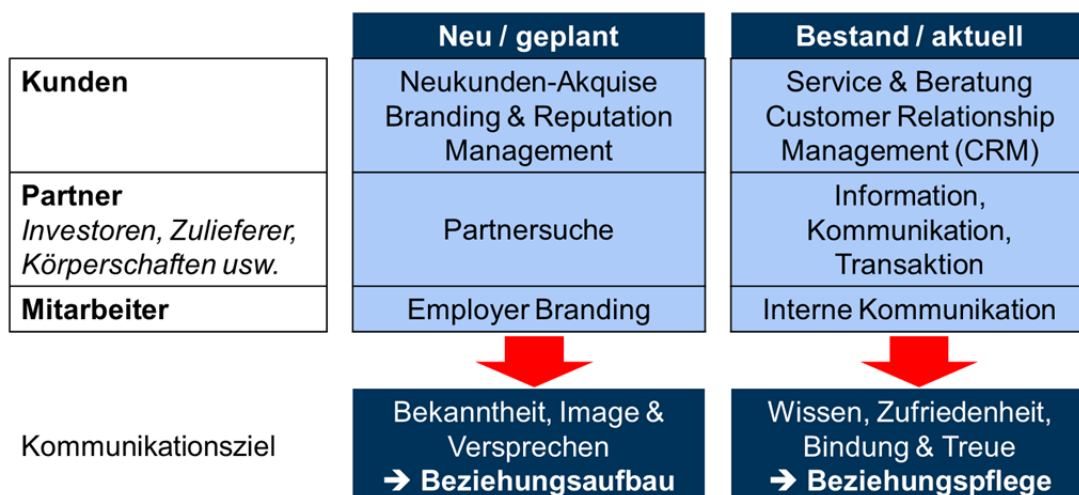 Neu / geplant
Bestand / aktuell
Kunden
Neukunden-Akquise
Branding & Reputation
Management
Service & Beratung
Customer Relationship
Management (CRM)
Partner
Investoren, Zulieferer,
Körperschaften usw.
Partnersuche
Information,
Kommunikation,
Transaktion
Mitarbeiter
Employer Branding
Interne Kommunikation
Kommunikationsziel
Bekanntheit, Image &
Versprechen
➔ Beziehungsaufbau
Wissen, Zufriedenheit,
Bindung & Treue
➔ Beziehungspflege